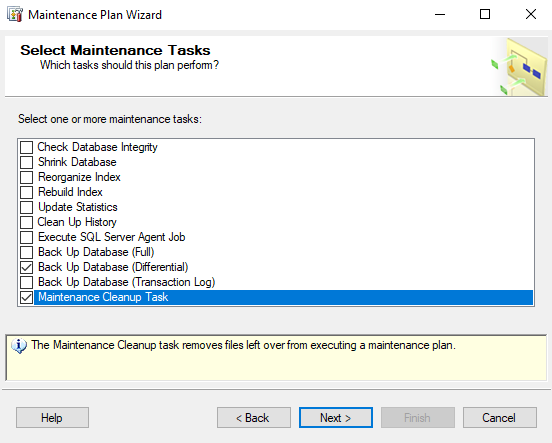 Maintenance Plan Wizard
Select Maintenance Tasks
Which tasks should this plan perform?
Select one or more maintenance tasks:
Check Database Integrity
Shrink Database
Reorganize Index
Rebuild Index
Update Statistics
Clean Up History
Execute SQL Server Agent Job
Back Up Database (Full)
Back Up Database (Differential)
Back Up Database (Transaction Log)
Maintenance Cleanup Task
The Maintenance Cleanup task removes files left over from executing a maintenance plan.
Help < Back Next > Finish Cancel